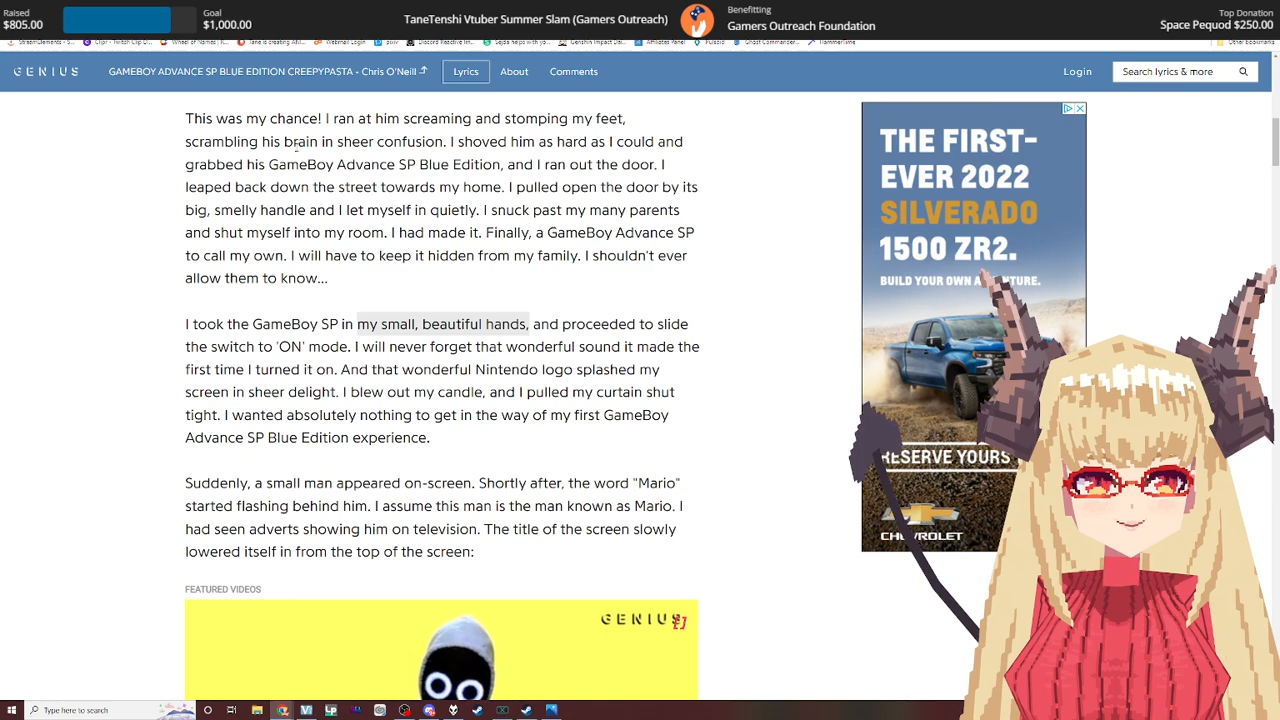 Raised
$805.00
Goal
$1,000.00
TaneTenshi Vtuber Summer Slam (Gamers Outreach)
Benefitting
Gamers Outreach Foundation
Top Donation
Space Pequod $250.00
GENIUS
GAMEBOY ADVANCE SP BLUE EDITION CREEPYPASTA - Chris O'Neill
Lyrics
About
Comments
Login
Search lyrics & more
This was my chance! I ran at him screaming and stomping my feet,
scrambling his brain in sheer confusion. I shoved him as hard as I could and
grabbed his GameBoy Advance SP Blue Edition, and I ran out the door. I
leaped back down the street towards my home. I pulled open the door by its
big, smelly handle and I let myself in quietly. I snuck past my many parents
and shut myself into my room. I had made it. Finally, a GameBoy Advance SP
to call my own. I will have to keep it hidden from my family. I shouldn't ever
allow them to know...
I took the GameBoy SP in my small, beautiful hands, and proceeded to slide
the switch to 'ON' mode. I will never forget that wonderful sound it made the
first time I turned it on. And that wonderful Nintendo logo splashed my
screen in sheer delight. I blew out my candle, and I pulled my curtain shut
tight. I wanted absolutely nothing to get in the way of my first GameBoy
Advance SP Blue Edition experience.
Suddenly, a small man appeared on-screen. Shortly after, the word "Mario"
started flashing behind him. I assume this man is the man known as Mario. I
had seen adverts showing him on television. The title of the screen slowly
lowered itself in from the top of the screen:
FEATURED VIDEOS
GENIUS
THE FIRST-
EVER 2022
SILVERADO
1500 ZR2.
BUILD YOUR OWN
RESERVE YOURS
CHEVROLET
Type here to search